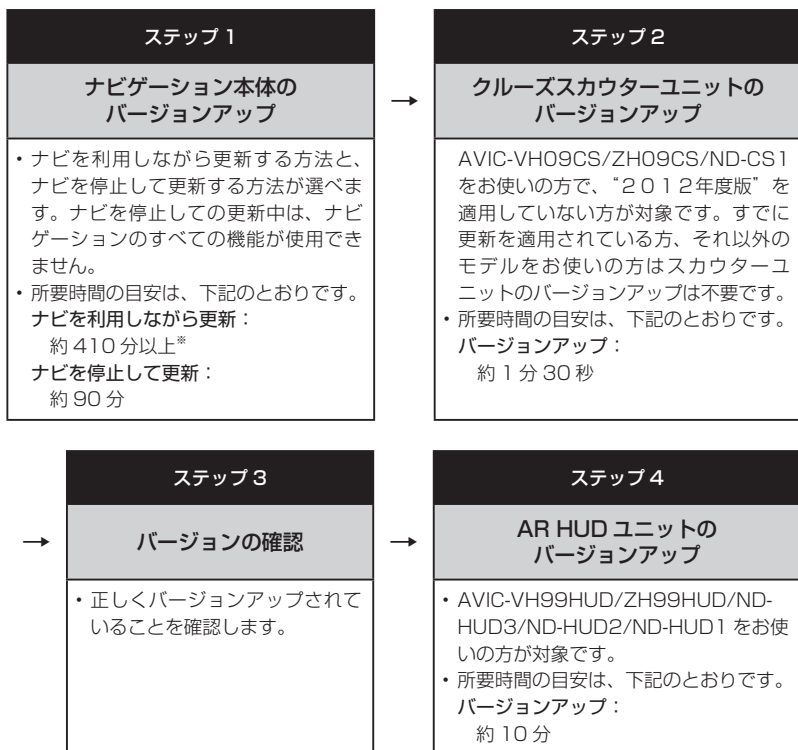 ステップ 1
ナビゲーション本体の
バージョンアップ
・ナビを利用しながら更新する方法と、
ナビを停止して更新する方法が選べま
す。ナビを停止しての更新中は、ナビ
ゲーションのすべての機能が使用でき
ません。
・所要時間の目安は、下記のとおりです。
ナビを利用しながら更新：
約 410 分以上※
ナビを停止して更新：
約 90 分
→
ステップ 2
クルーズスカウターユニットの
バージョンアップ
AVIC-VH09CS/ZH09CS/ND-CS1
をお使いの方で、“２０１２年度版” を
適用していない方が対象です。すでに
更新を適用されている方、それ以外の
モデルをお使いの方はスカウターユ
ニットのバージョンアップは不要です。
・所要時間の目安は、下記のとおりです。
バージョンアップ：
約 1 分 30 秒
→
ステップ 3
バージョンの確認
・正しくバージョンアップされて
いることを確認します。
→
ステップ 4
AR HUD ユニットの
バージョンアップ
・AVIC-VH99HUD/ZH99HUD/ND-
HUD3/ND-HUD2/ND-HUD1 をお使
いの方が対象です。
・所要時間の目安は、下記のとおりです。
バージョンアップ：
約 10 分